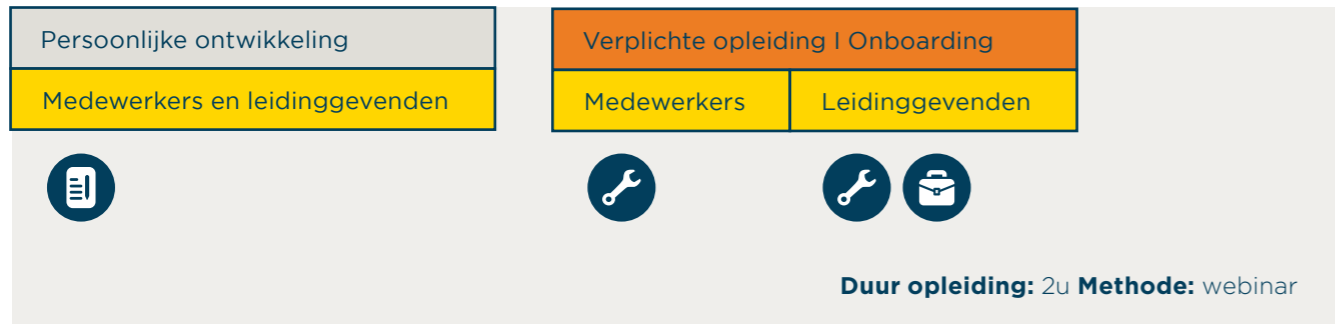 Persoonlijke ontwikkeling
Medewerkers en leidinggevenden
Verplichte opleiding I Onboarding
Medewerkers
Leidinggevenden
Duur opleiding: 2u Methode: webinar